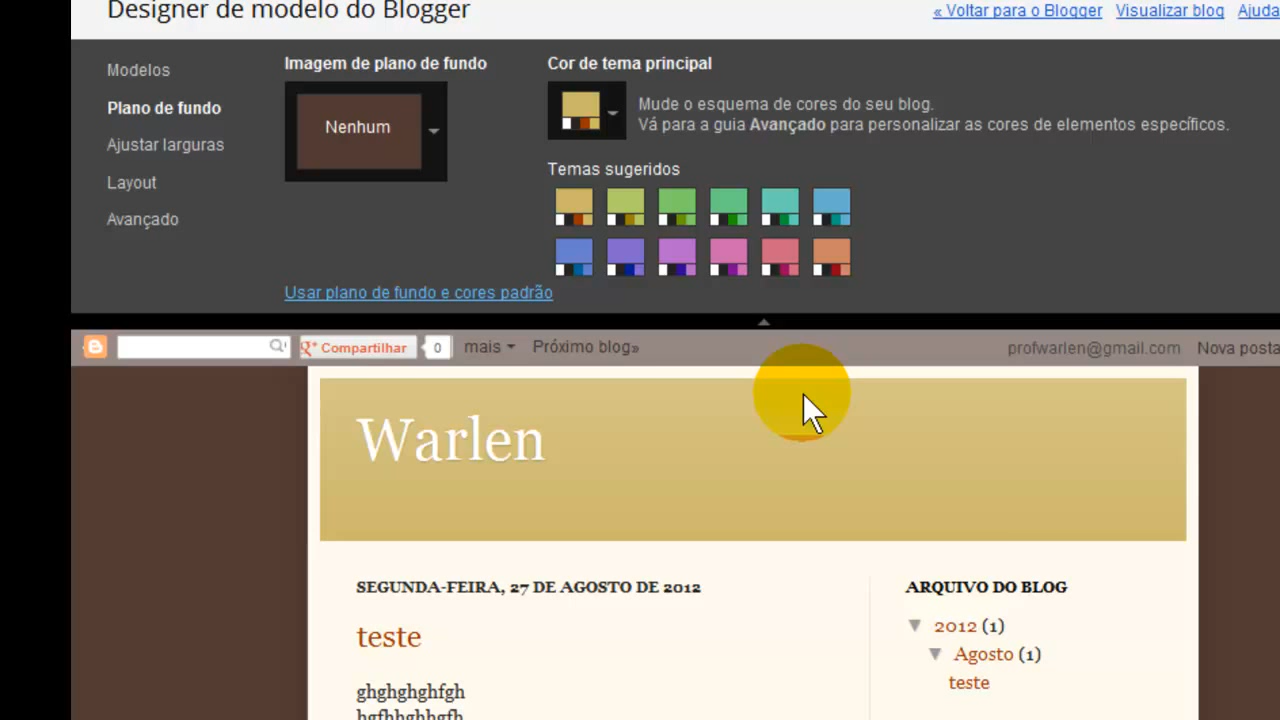 Designer de modelo do Blogger
« Voltar para o Blogger Visualizar blog Ajuda
Modelos
Plano de fundo
Ajustar larguras
Layout
Avançado
Imagem de plano de fundo
Nenhum
Cor de tema principal
Mude o esquema de cores do seu blog.
Vá para a guia Avançado para personalizar as cores de elementos específicos.
Temas sugeridos
Usar plano de fundo e cores padrão
Compartilhar 0 mais Próximo blog» profwarlen@gmail.com Nova posta
Warlen
SEGUNDA-FEIRA, 27 DE AGOSTO DE 2012
teste
ghghghghfgh
ARQUIVO DO BLOG
▼ 2012 (1)
▼ Agosto (1)
teste